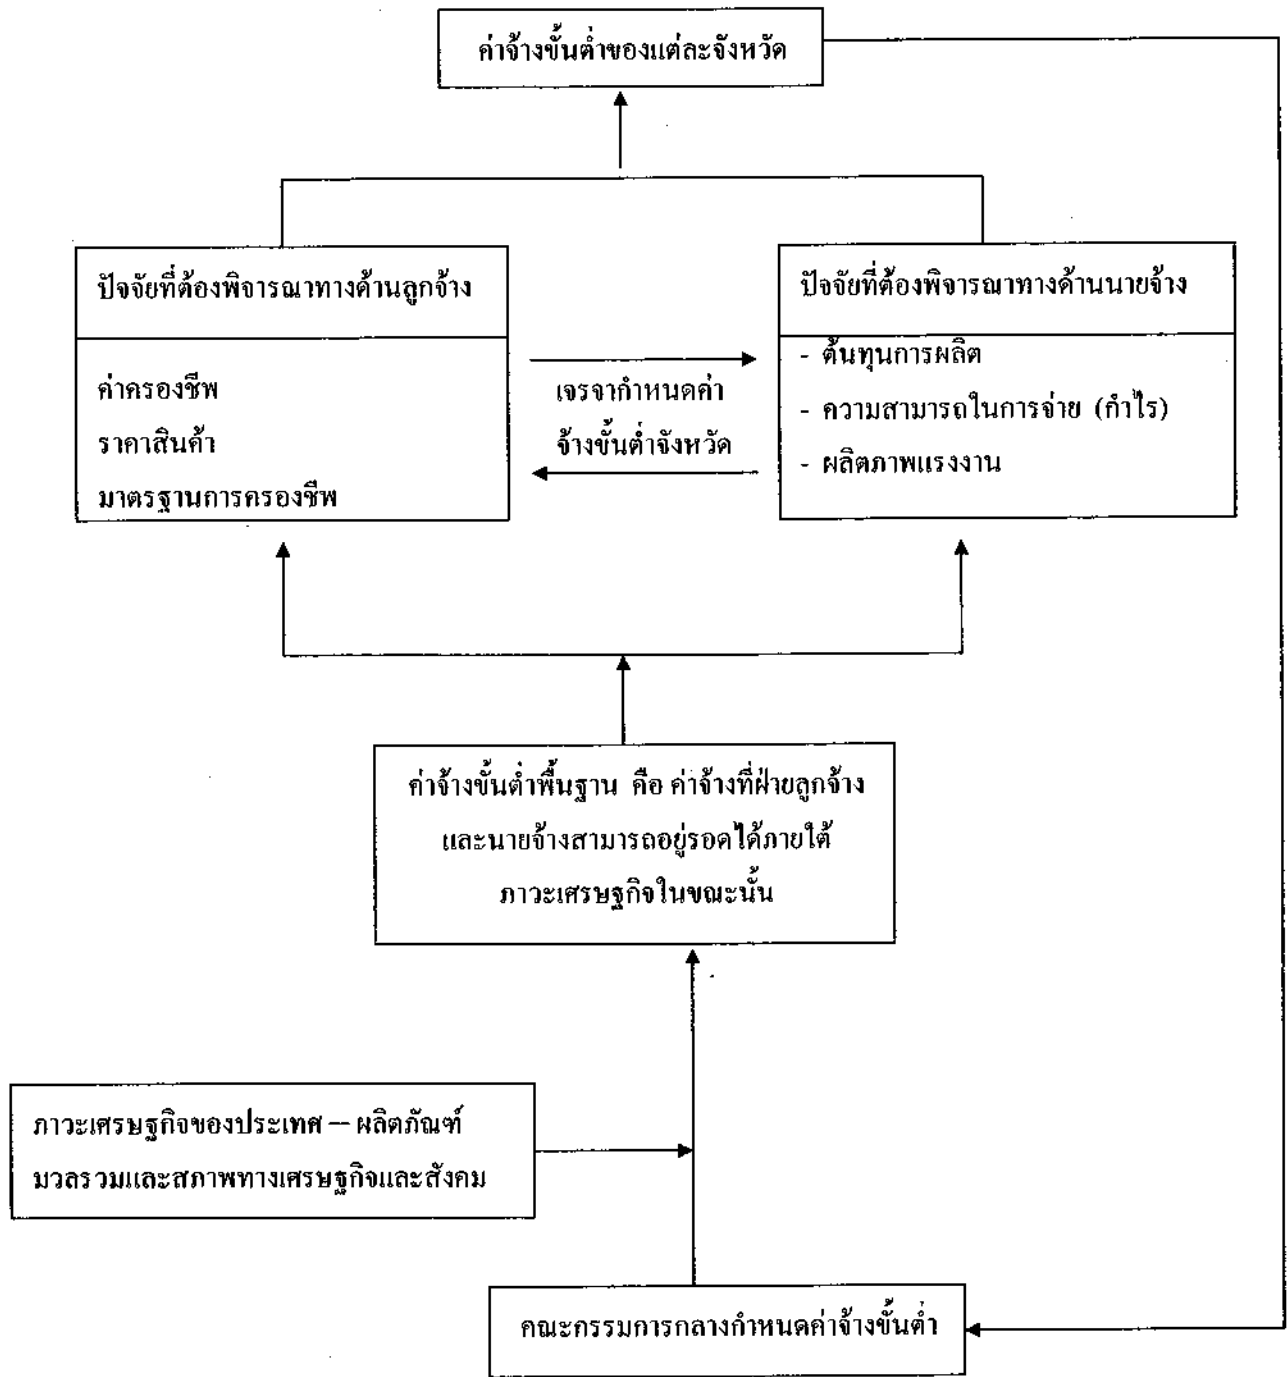 ค่าจ้างขั้นต่ำของแต่ละจังหวัด
ปัจจัยที่ต้องพิจารณาทางด้านลูกจ้าง
ค่าครองชีพ
ราคาสินค้า
มาตรฐานการครองชีพ
เจรจากำหนดค่า
จ้างขั้นต่ำจังหวัด
ปัจจัยที่ต้องพิจารณาทางด้านนายจ้าง
- ต้นทุนการผลิต
- ความสามารถในการจ่าย (กำไร)
- ผลิตภาพแรงงาน
ค่าจ้างขั้นต่ำพื้นฐาน คือ ค่าจ้างที่ฝ่ายลูกจ้าง
และนายจ้างสามารถอยู่รอดได้ภายใต้
ภาวะเศรษฐกิจในขณะนั้น
ภาวะเศรษฐกิจของประเทศ – ผลิตภัณฑ์
มวลรวมและสภาพทางเศรษฐกิจและสังคม
คณะกรรมการกลางกำหนดค่าจ้างขั้นต่ำ